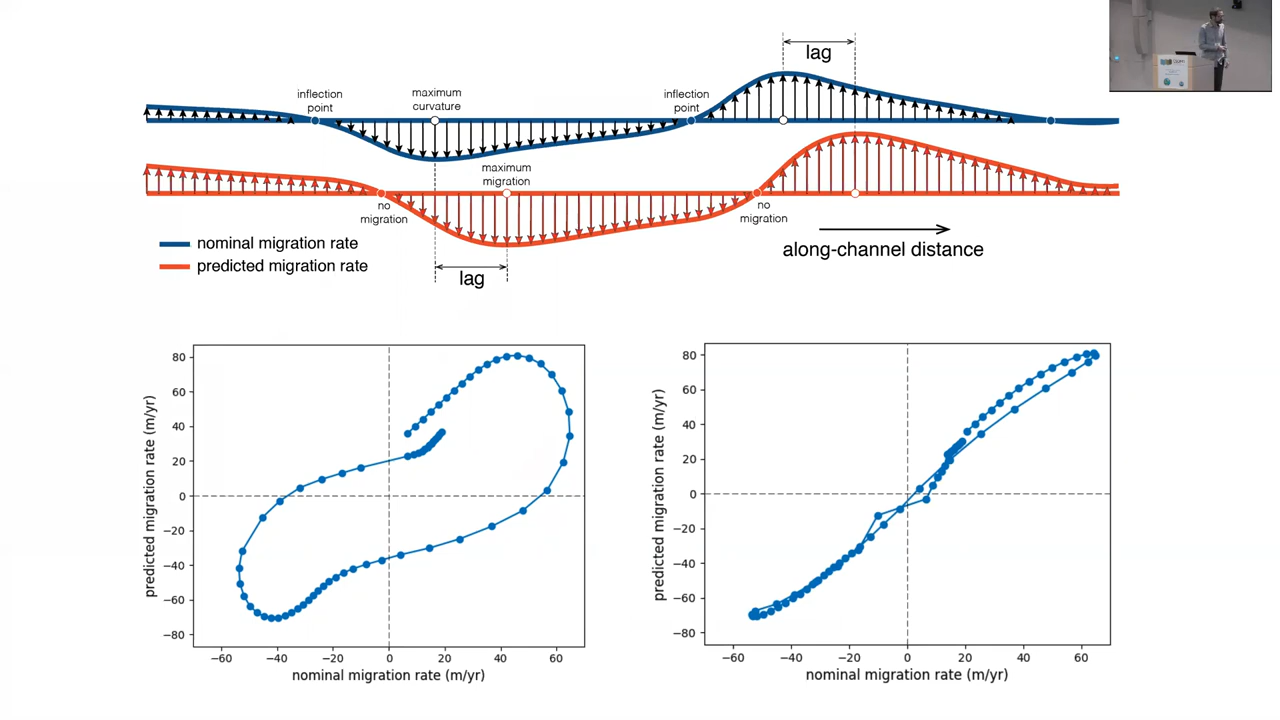 lag
inflection
point
maximum
curvature
inflection
point
maximum
migration
no
migration
no
migration
nominal migration rate
predicted migration rate
lag
along-channel distance
80
60
40
20
0
−20
−40
−60
−80
predicted migration rate (m/yr)
−60
−40
−20
0
20
40
60
nominal migration rate (m/yr)
80
60
40
20
0
−20
−40
−60
−80
predicted migration rate (m/yr)
−60
−40
−20
0
20
40
60
nominal migration rate (m/yr)